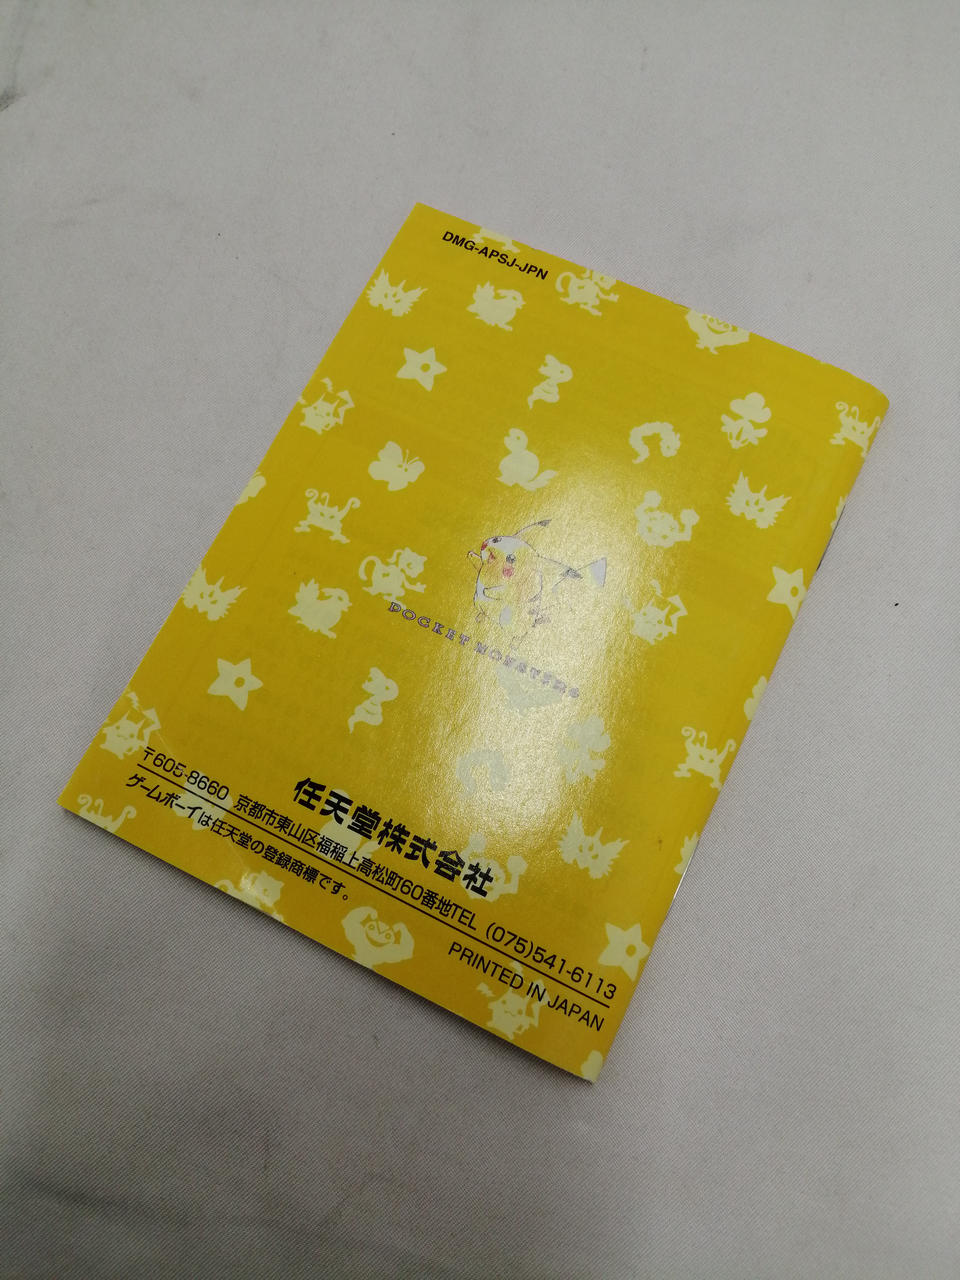 DMG-APSJ-JPN
POCKET MONSTERS
任天堂株式会社
〒605-8660 京都市東山区福稲上高松町60番地TEL (075)541-6113
ゲームボーイは任天堂の登録商標です。
PRINTED IN JAPAN